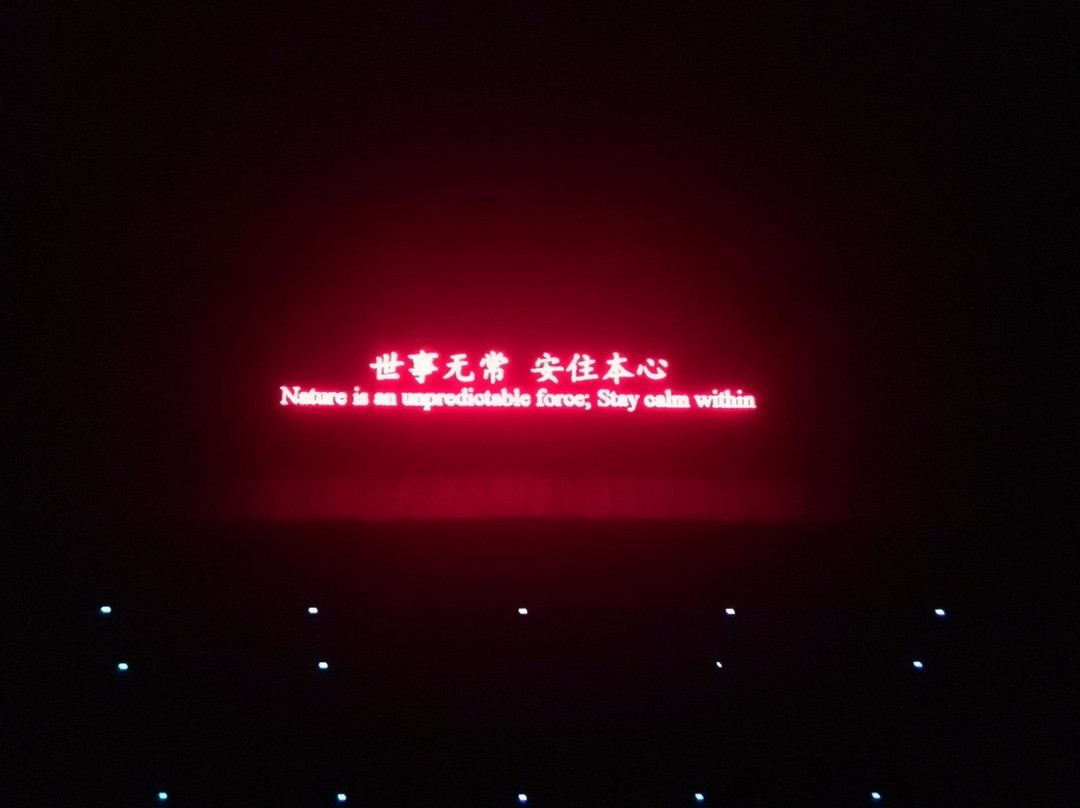 世事无常 安住本心
Nature is an unpredictable force; Stay calm within